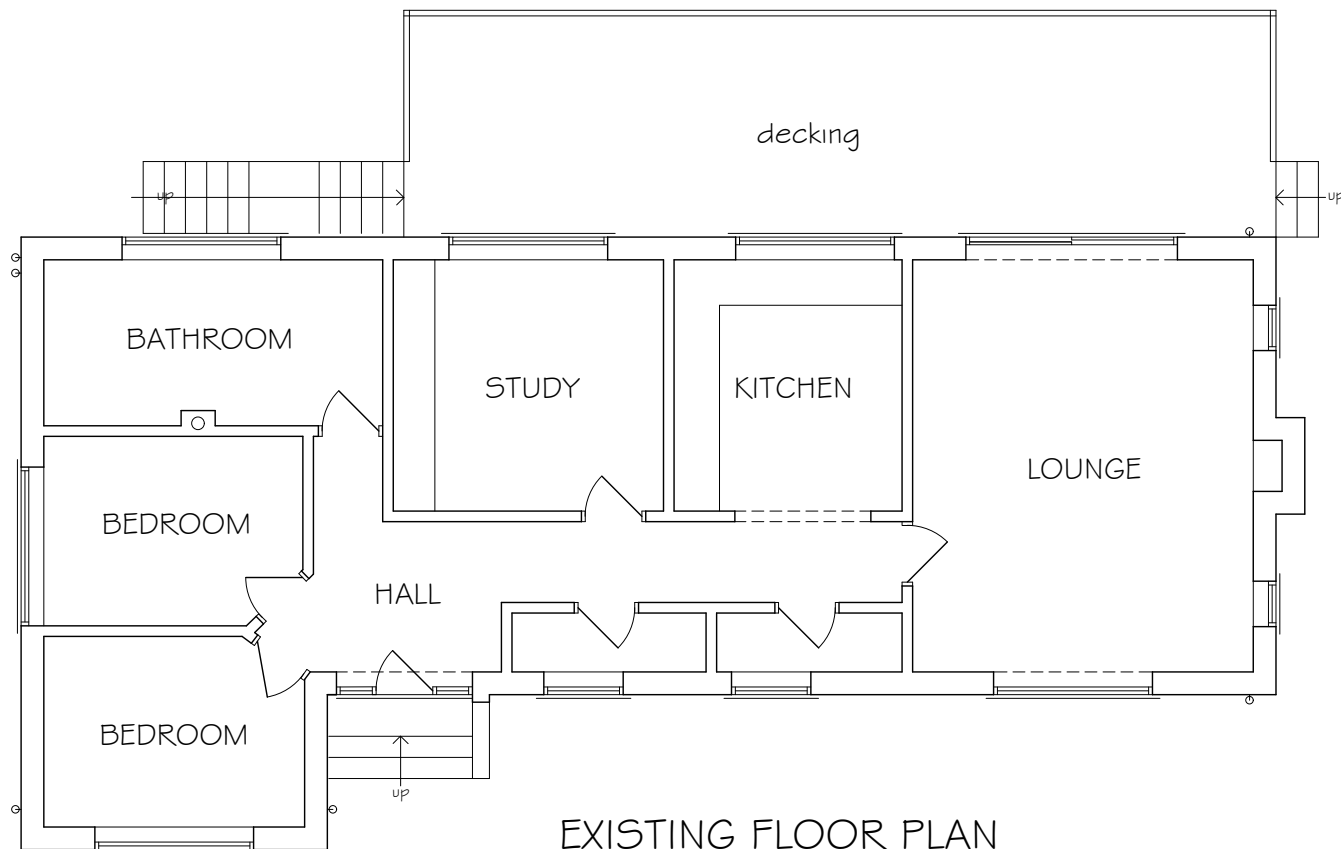 decking
up
up
BATHROOM
STUDY
KITCHEN
LOUNGE
BEDROOM
HALL
BEDROOM
up
EXISTING FLOOR PLAN